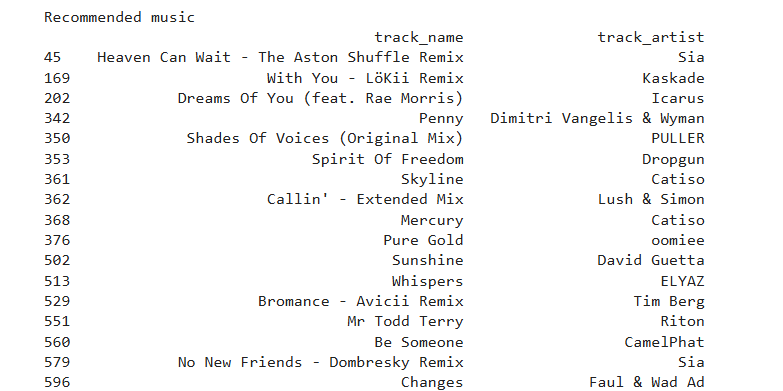 Recommended music
track_name track_artist
45 Heaven Can Wait - The Aston Shuffle Remix Sia
169 With You - LöKii Remix Kaskade
202 Dreams Of You (feat. Rae Morris) Icarus
342 Penny Dimitri Vangelis & Wyman
350 Shades Of Voices (Original Mix) PULLER
353 Spirit Of Freedom Dropgun
361 Skyline Catiso
362 Callin' - Extended Mix Lush & Simon
368 Mercury Catiso
376 Pure Gold oomiee
502 Sunshine David Guetta
513 Whispers ELYAZ
529 Bromance - Avicii Remix Tim Berg
551 Mr Todd Terry Riton
560 Be Someone CamelPhat
579 No New Friends - Dombresky Remix Sia
596 Changes Faul & Wad Ad